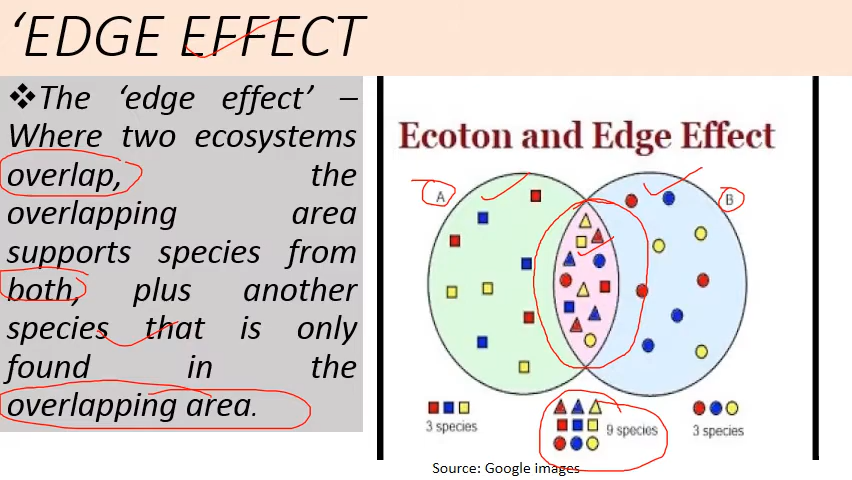 ‘EDGE EFFECT
❖The ‘edge effect’ –
Where two ecosystems
overlap, the
overlapping area
supports species from
both, plus another
species that is only
found in the
overlapping area.
Ecoton and Edge Effect
A
B
3 species
9 species
3 species
Source: Google images